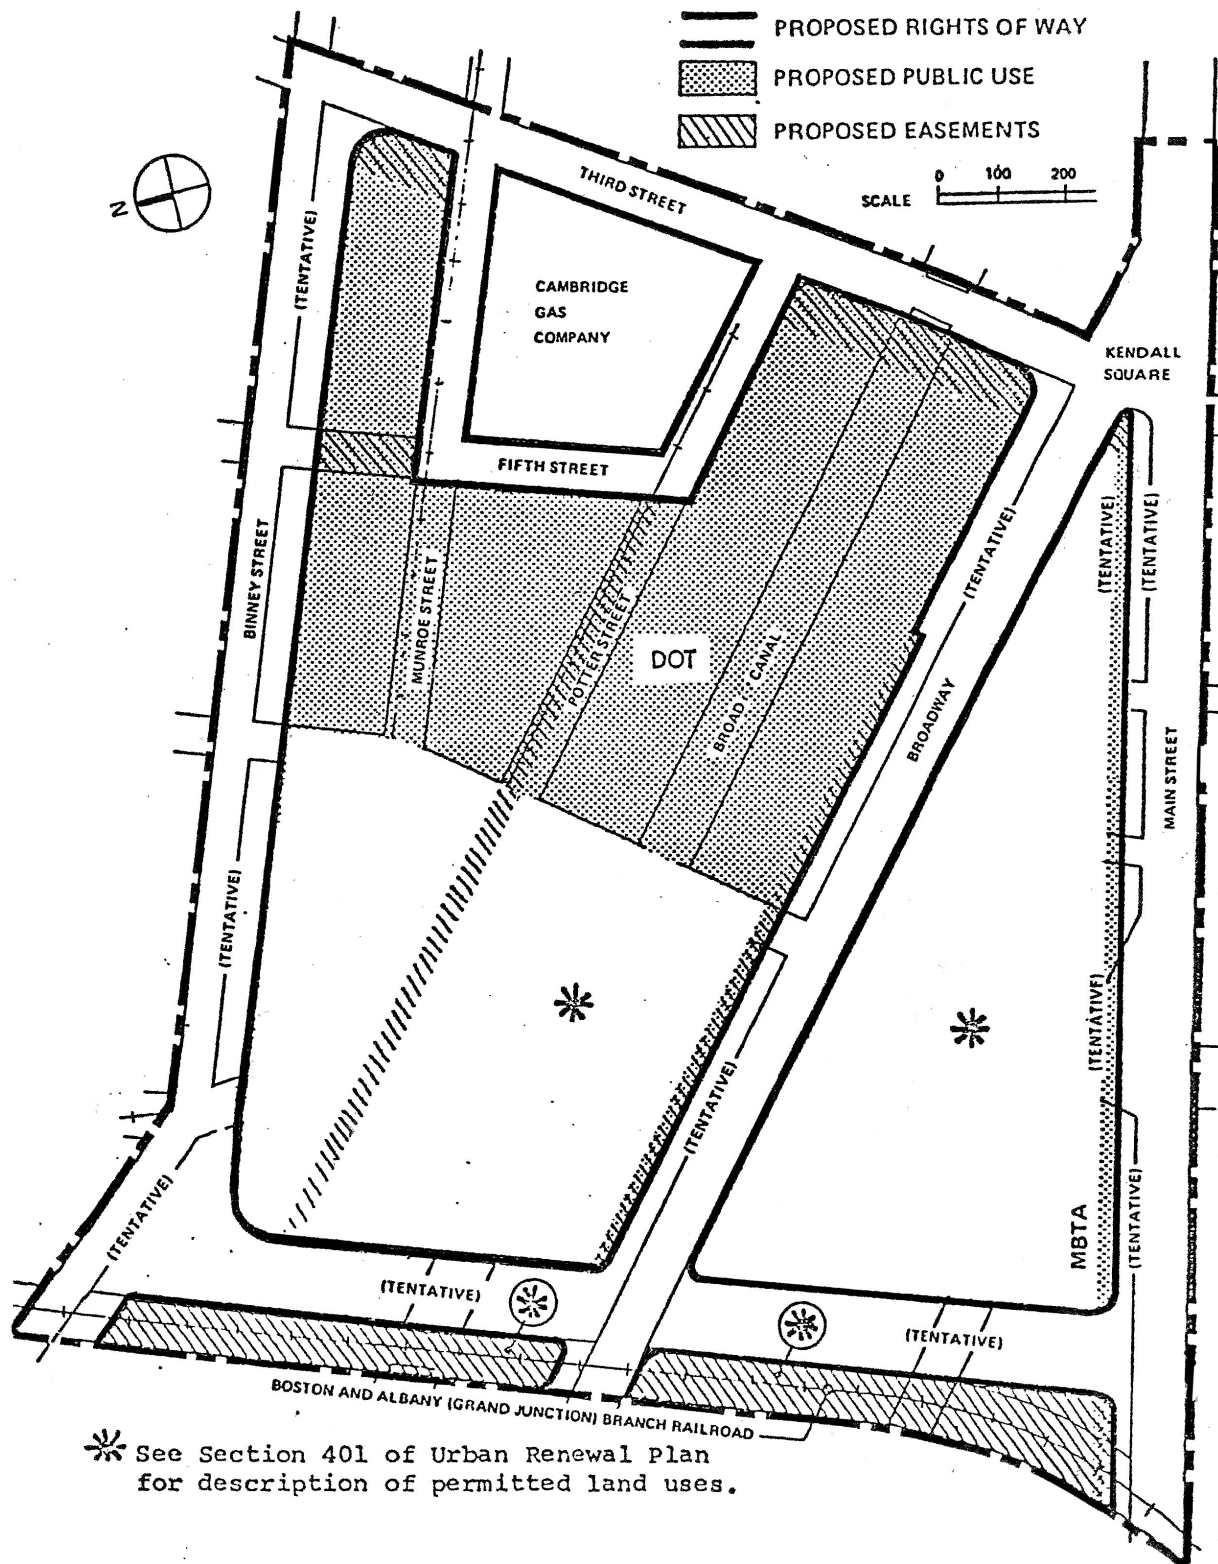 PROPOSED RIGHTS OF WAY
PROPOSED PUBLIC USE
PROPOSED EASEMENTS
SCALE
0 100 200
N
THIRD STREET
(TENTATIVE)
CAMBRIDGE
GAS
COMPANY
KENDALL
SQUARE
FIFTH STREET
(TENTATIVE)
(TENTATIVE)
(TENTATIVE)
BINNEY STREET
MUNROE STREET
POTTER STREET
DOT
BROAD CANAL
BROADWAY
MAIN STREET
(TENTATIVE)
(TENTATIVE)
(TENTATIVE)
(TENTATIVE)
(TENTATIVE)
MBTA
(TENTATIVE)
(TENTATIVE)
BOSTON AND ALBANY (GRAND JUNCTION) BRANCH RAILROAD
See Section 401 of Urban Renewal Plan
for description of permitted land uses.